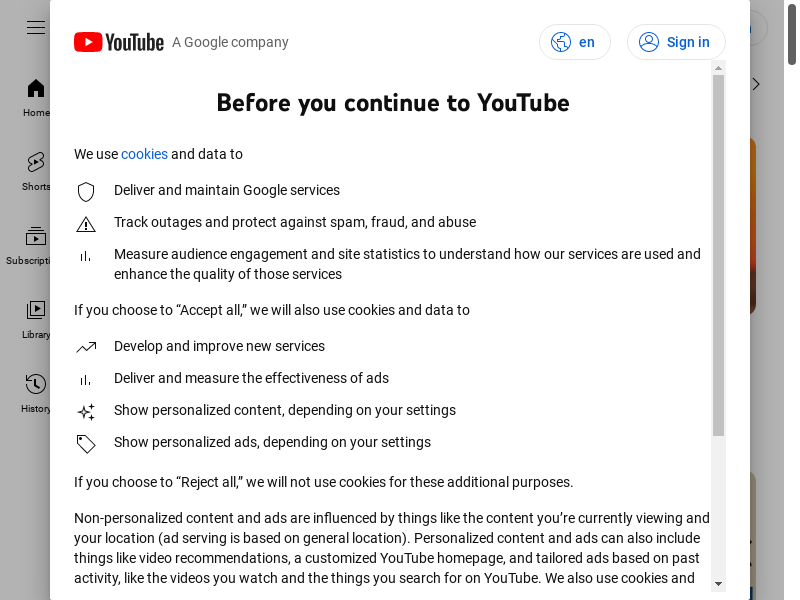 YouTube A Google company
en
Sign in
Before you continue to YouTube
We use cookies and data to
Deliver and maintain Google services
Track outages and protect against spam, fraud, and abuse
Measure audience engagement and site statistics to understand how our services are used and
enhance the quality of those services
If you choose to “Accept all,” we will also use cookies and data to
Develop and improve new services
Deliver and measure the effectiveness of ads
Show personalized content, depending on your settings
Show personalized ads, depending on your settings
If you choose to “Reject all,” we will not use cookies for these additional purposes.
Non-personalized content and ads are influenced by things like the content you’re currently viewing and
your location (ad serving is based on general location). Personalized content and ads can also include
things like video recommendations, a customized YouTube homepage, and tailored ads based on past
activity, like the videos you watch and the things you search for on YouTube. We also use cookies and
Home
Shorts
Subscripti
Library
History